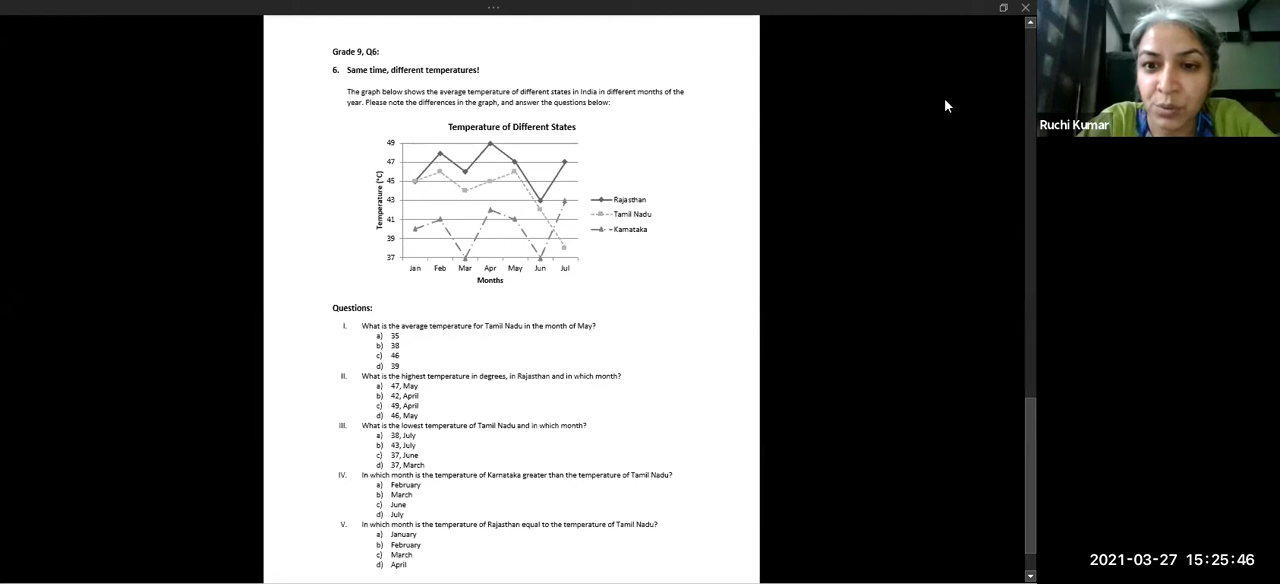 Grade 9, Q6:
6. Same time, different temperatures!
The graph below shows the average temperature of different states in India in different months of the
year. Please note the differences in the graph, and answer the questions below:
Temperature of Different States
49
47
45
43
41
39
37
Temperature (°C)
Jan Feb Mar Apr May Jun Jul
Months
Rajasthan
Tamil Nadu
Karnataka
Questions:
I. What is the average temperature for Tamil Nadu in the month of May?
a) 35
b) 38
c) 46
d) 39
II. What is the highest temperature in degrees, in Rajasthan and in which month?
a) 47, May
b) 42, April
c) 49, April
d) 46, May
III. What is the lowest temperature of Tamil Nadu and in which month?
a) 38, July
b) 43, July
c) 37, June
d) 37, March
IV. In which month is the temperature of Karnataka greater than the temperature of Tamil Nadu?
a) February
b) March
c) June
d) July
V. In which month is the temperature of Rajasthan equal to the temperature of Tamil Nadu?
a) January
b) February
c) March
d) April
Ruchi Kumar
2021-03-27 15:25:46